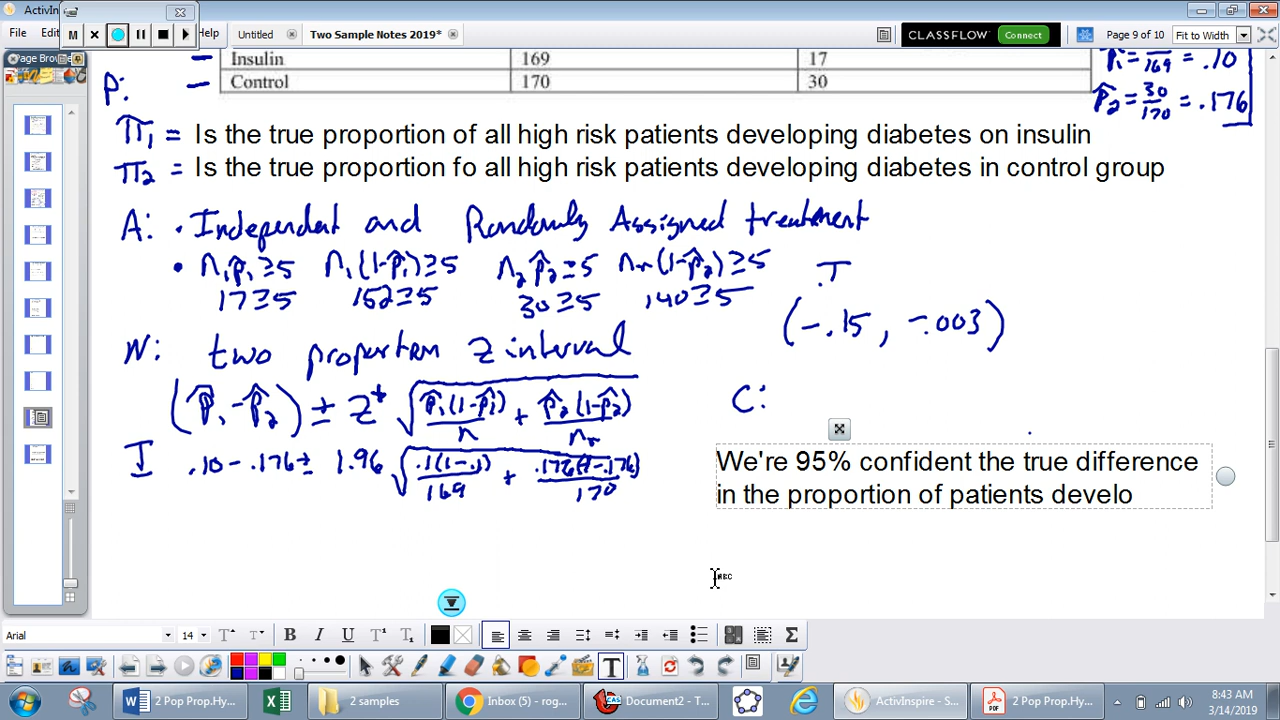 ActivIn
File Edi Help Untitled Two Sample Notes 2019* CLASSFLOW Connect Page 9 of 10 Fit to Width
Page Brow
Insulin 169 17
Control 170 30
P:
p̂1 = /169 = .10
p̂2 = 30/170 = .176
π1 = Is the true proportion of all high risk patients developing diabetes on insulin
π2 = Is the true proportion fo all high risk patients developing diabetes in control group
A: • Independent and Randomly Assigned treatment
• n1p̂1 ≥ 5 n1(1-p̂1) ≥ 5 n2p̂2 ≥ 5 n2(1-p̂2) ≥ 5
17 ≥ 5 152 ≥ 5 30 ≥ 5 140 ≥ 5
I
(-.15, -.003)
N: two proportion z interval
(p̂1 - p̂2) ± z* √ p̂1(1-p̂1)/n + p̂2(1-p̂2)/n2
I .10 - .176 ± 1.96 √ .1(1-.1)/169 + .176(1-.176)/170
C:
We're 95% confident the true difference
in the proportion of patients develo
ABC
Arial 14 B I U
2 Pop Prop.Hy... 2 samples Inbox (5) - rog... Document2 - T... ActivInspire - S... 2 Pop Prop.Hy... 8:43 AM
3/14/2019